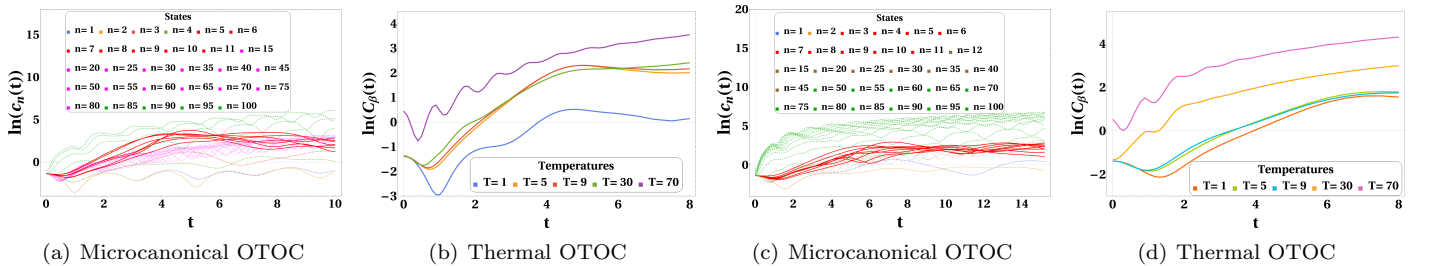 States
n= 1 n= 2 n= 3 n= 4 n= 5 n= 6
n= 7 n= 8 n= 9 n= 10 n= 11 n= 15
n= 20 n= 25 n= 30 n= 35 n= 40 n= 45
n= 50 n= 55 n= 60 n= 65 n= 70 n= 75
n= 80 n= 85 n= 90 n= 95 n= 100
15
10
5
0
ln(cₙ(t))
0 2 4 6 8 10
t
(a) Microcanonical OTOC
4
3
2
1
0
-1
-2
-3
ln(C_β(t))
Temperatures
T= 1 T= 5 T= 9 T= 30 T= 70
0 2 4 6 8
t
(b) Thermal OTOC
States
n= 1 n= 2 n= 3 n= 4 n= 5 n= 6
n= 7 n= 8 n= 9 n= 10 n= 11 n= 12
n= 15 n= 20 n= 25 n= 30 n= 35 n= 40
n= 45 n= 50 n= 55 n= 60 n= 65 n= 70
n= 75 n= 80 n= 85 n= 90 n= 95 n= 100
20
15
10
5
0
ln(cₙ(t))
0 2 4 6 8 10 12 14
t
(c) Microcanonical OTOC
4
2
0
-2
ln(C_β(t))
Temperatures
T= 1 T= 5 T= 9 T= 30 T= 70
0 2 4 6 8
t
(d) Thermal OTOC